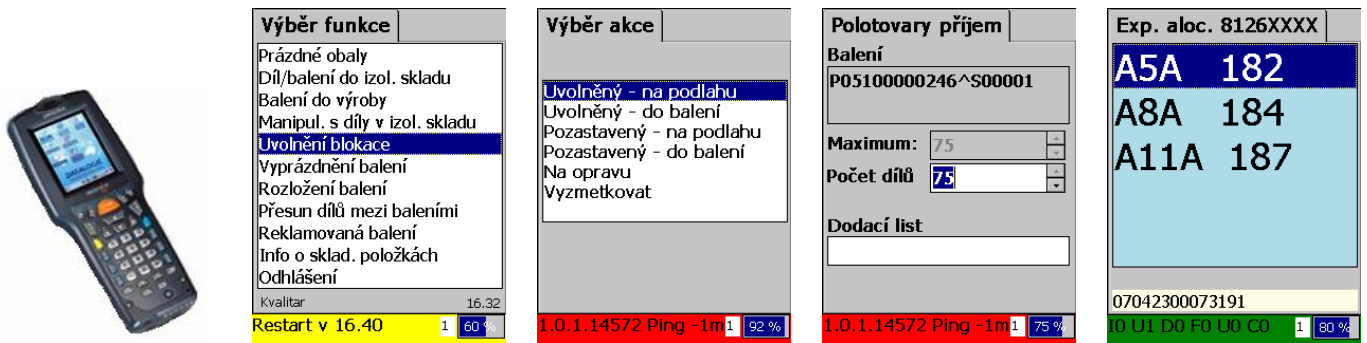 Výběr funkce
Prázdné obaly
Díl/balení do izol. skladu
Balení do výroby
Manipul. s díly v izol. skladu
Uvolnění blokace
Vyprázdnění balení
Rozložení balení
Přesun dílů mezi baleními
Reklamovaná balení
Info o sklad. položkách
Odhlášení
Kvalitar 16.32
Restart v 16.40 1 60 %
Výběr akce
Uvolněný - na podlahu
Uvolněný - do balení
Pozastavený - na podlahu
Pozastavený - do balení
Na opravu
Vyzmetkovat
1.0.1.14572 Ping -1m 1 92 %
Polotovary příjem
Balení
P05100000246^S00001
Maximum: 75
Počet dílů 75
Dodací list
1.0.1.14572 Ping -1m 1 75 %
Exp. aloc. 8126XXXX
A5A 182
A8A 184
A11A 187
07042300073191
I0 U1 D0 F0 U0 C0 1 80 %